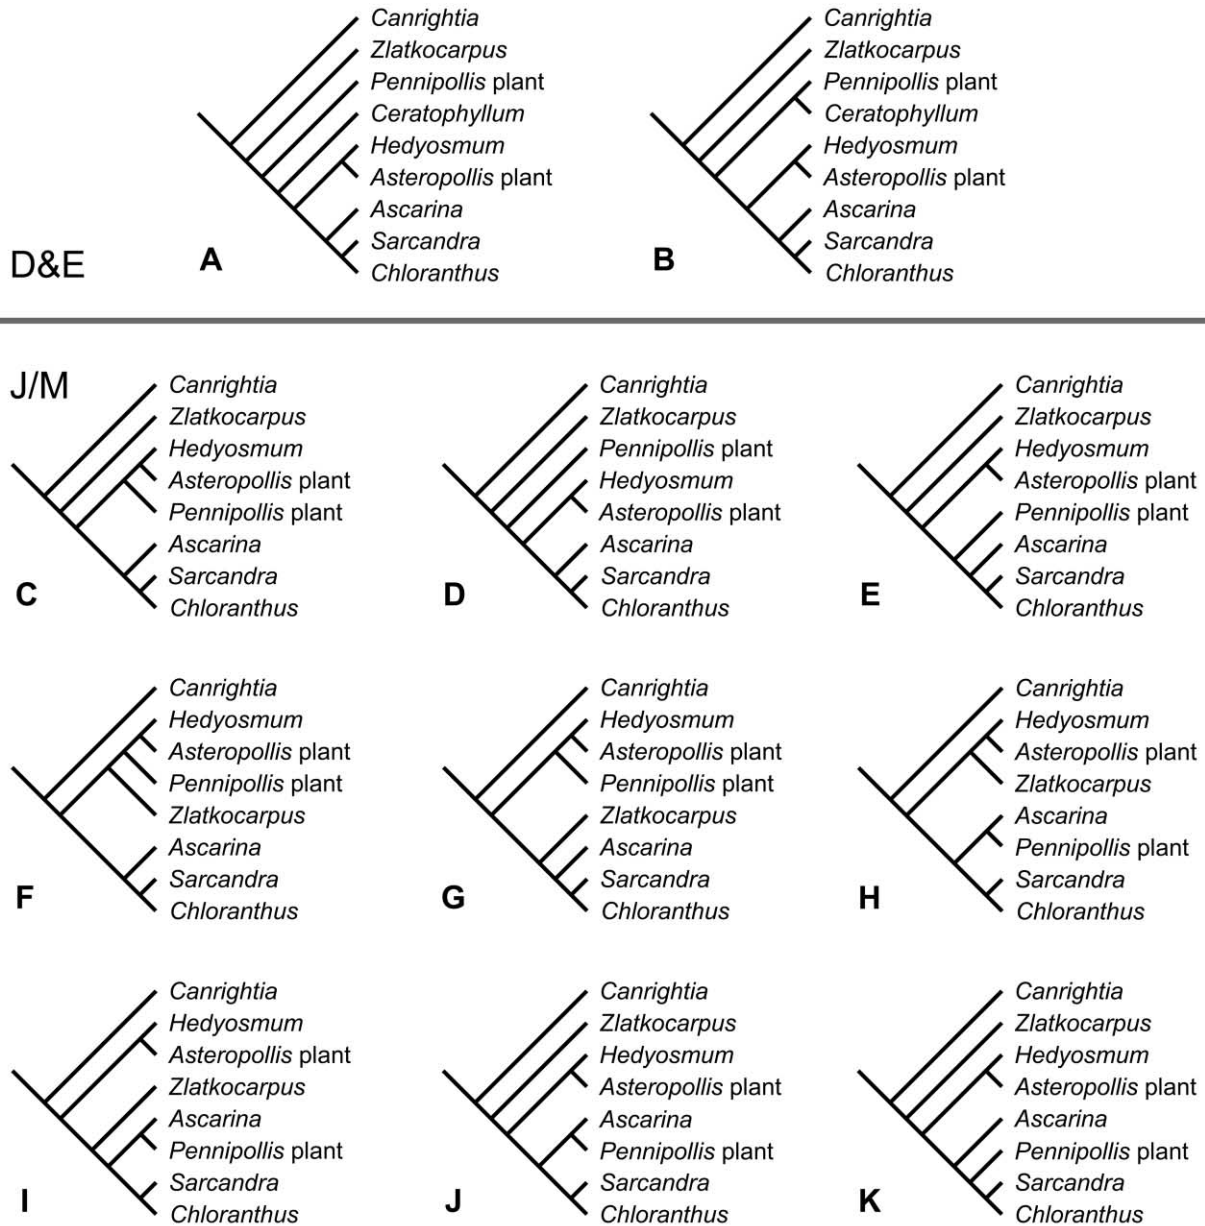 Canrightia
Zlatkocarpus
Pennipollis plant
Ceratophyllum
Hedyosmum
Asteropollis plant
Ascarina
Sarcandra
Chloranthus
D&E
A
Canrightia
Zlatkocarpus
Pennipollis plant
Ceratophyllum
Hedyosmum
Asteropollis plant
Ascarina
Sarcandra
Chloranthus
B
J/M
Canrightia
Zlatkocarpus
Hedyosmum
Asteropollis plant
Pennipollis plant
Ascarina
Sarcandra
Chloranthus
C
Canrightia
Zlatkocarpus
Pennipollis plant
Hedyosmum
Asteropollis plant
Ascarina
Sarcandra
Chloranthus
D
Canrightia
Zlatkocarpus
Hedyosmum
Asteropollis plant
Pennipollis plant
Ascarina
Sarcandra
Chloranthus
E
Canrightia
Hedyosmum
Asteropollis plant
Pennipollis plant
Zlatkocarpus
Ascarina
Sarcandra
Chloranthus
F
Canrightia
Hedyosmum
Asteropollis plant
Pennipollis plant
Zlatkocarpus
Ascarina
Sarcandra
Chloranthus
G
Canrightia
Hedyosmum
Asteropollis plant
Zlatkocarpus
Ascarina
Pennipollis plant
Sarcandra
Chloranthus
H
Canrightia
Hedyosmum
Asteropollis plant
Zlatkocarpus
Ascarina
Pennipollis plant
Sarcandra
Chloranthus
I
Canrightia
Zlatkocarpus
Hedyosmum
Asteropollis plant
Ascarina
Pennipollis plant
Sarcandra
Chloranthus
J
Canrightia
Zlatkocarpus
Hedyosmum
Asteropollis plant
Ascarina
Pennipollis plant
Sarcandra
Chloranthus
K